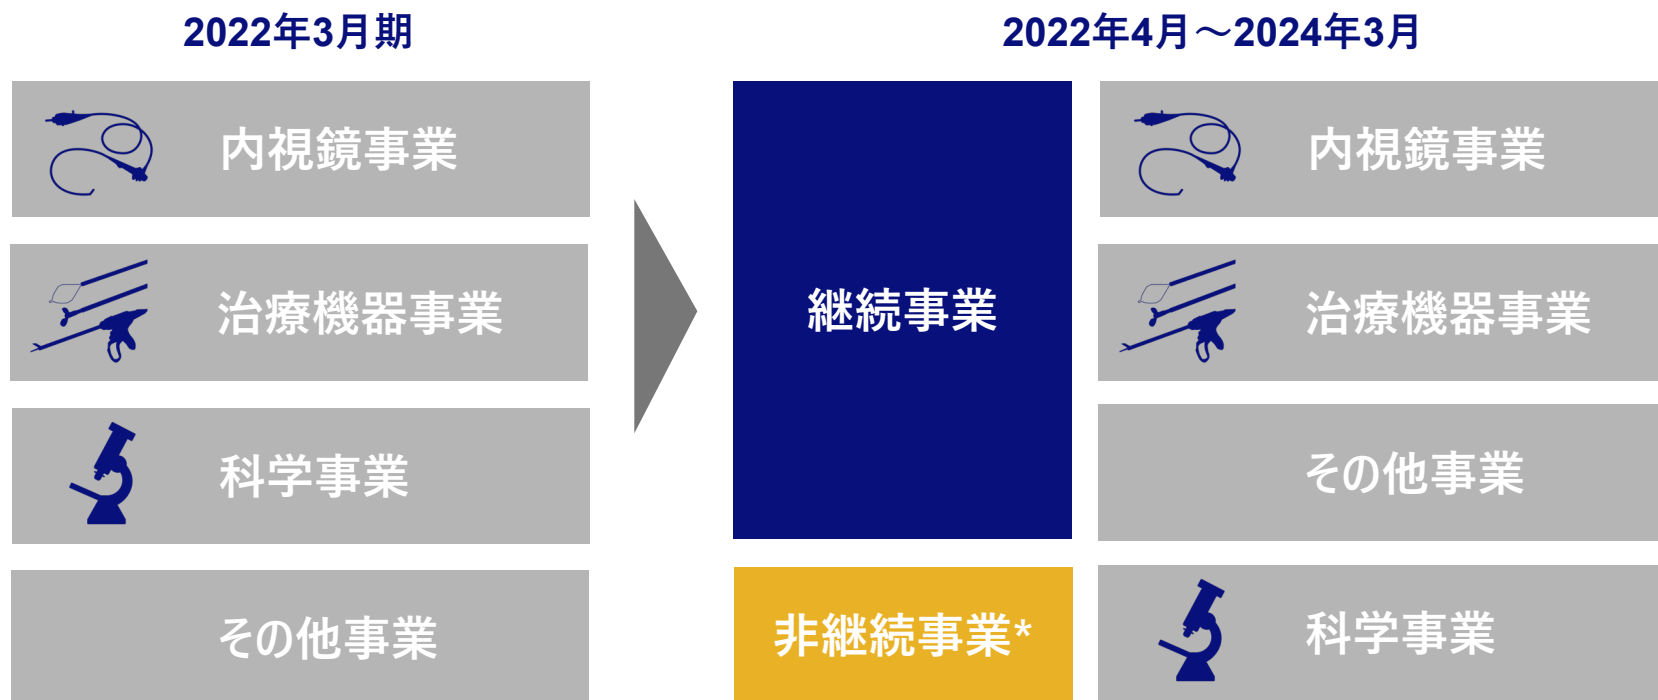 2022年3月期
内視鏡事業
治療機器事業
科学事業
その他事業
2022年4月～2024年3月
継続事業
内視鏡事業
治療機器事業
その他事業
非継続事業*
科学事業